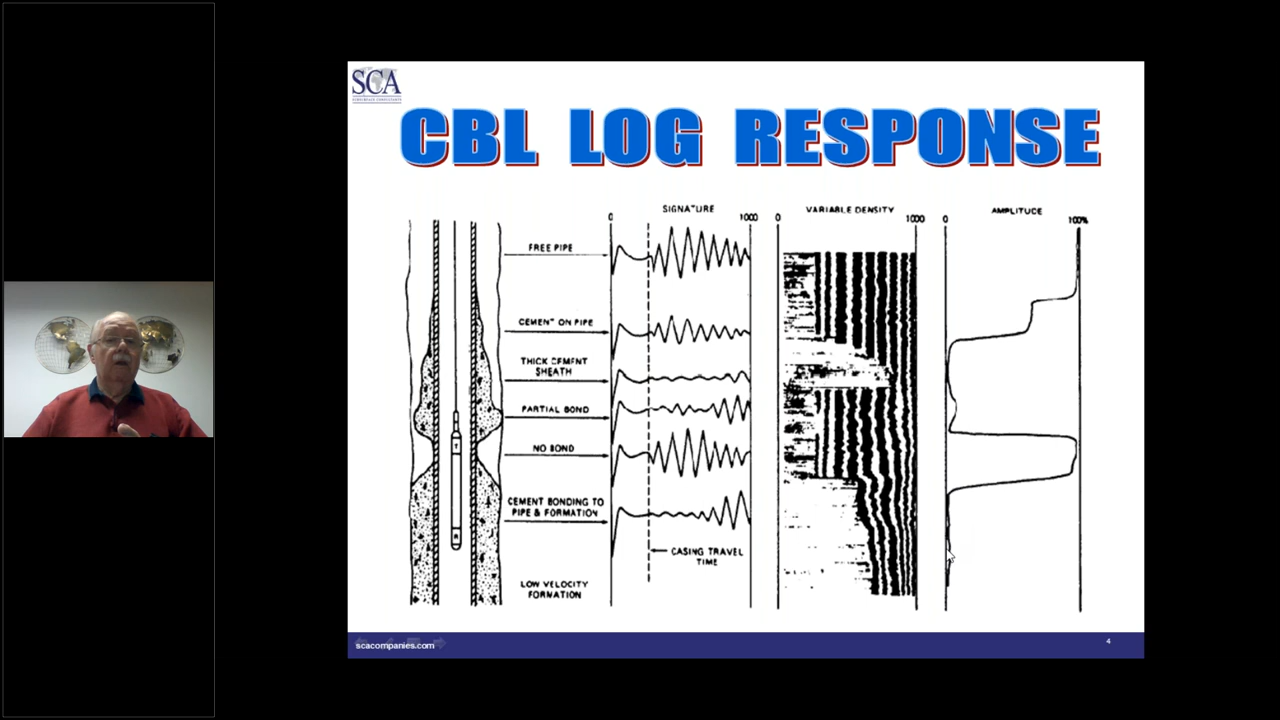 SCA
CBL LOG RESPONSE
0
SIGNATURE
1000
0
VARIABLE DENSITY
1000
0
AMPLITUDE
100%
FREE PIPE
CEMENT ON PIPE
THICK CEMENT
SHEATH
PARTIAL BOND
NO BOND
CEMENT BONDING TO
PIPE & FORMATION
CASING TRAVEL
TIME
LOW VELOCITY
FORMATION
T
R
scacompanies.com
4